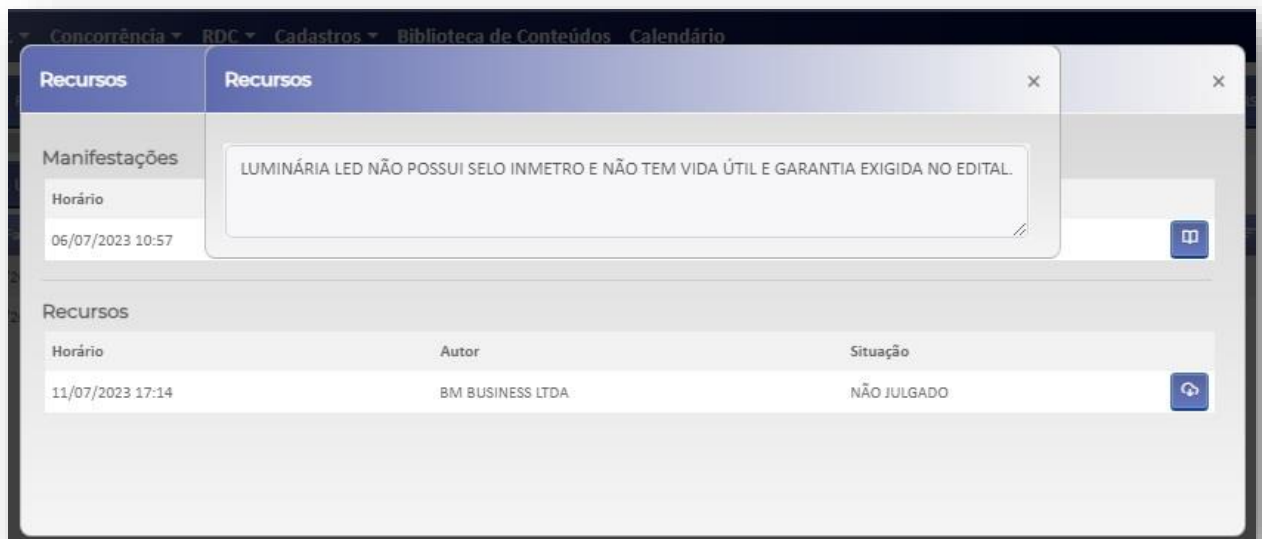 Concorrência RDC Cadastros Biblioteca de Conteúdos Calendário
Recursos
Recursos
Manifestações
LUMINÁRIA LED NÃO POSSUI SELO INMETRO E NÃO TEM VIDA ÚTIL E GARANTIA EXIGIDA NO EDITAL.
Horário
06/07/2023 10:57
Recursos
Horário Autor Situação
11/07/2023 17:14 BM BUSINESS LTDA NÃO JULGADO